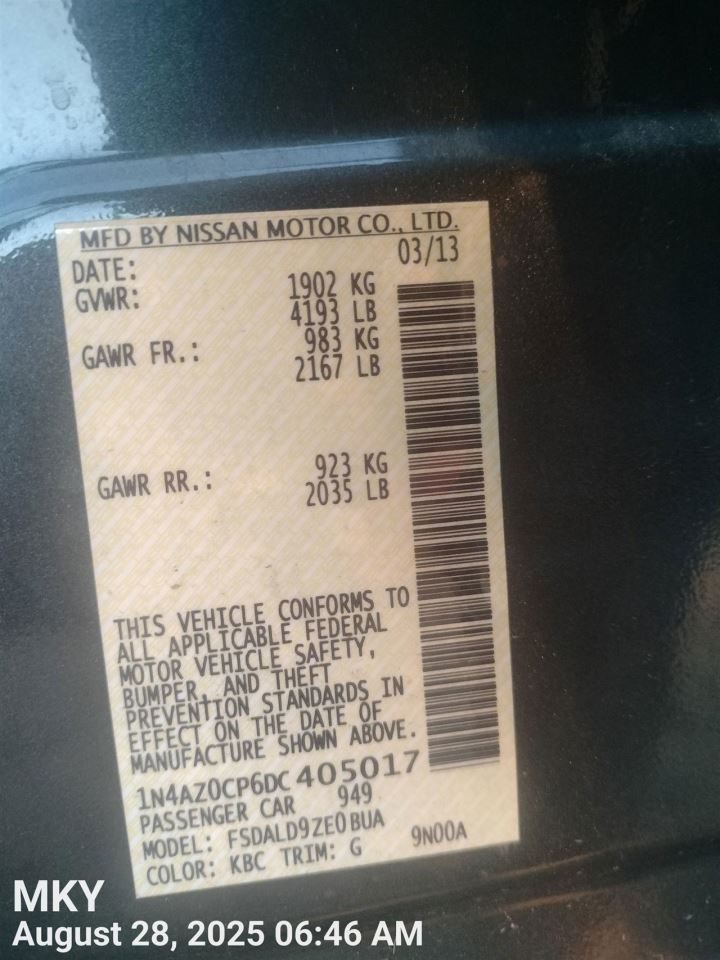 MFD BY NISSAN MOTOR CO., LTD.
DATE: 03/13
GVWR: 1902 KG
4193 LB
GAWR FR.: 983 KG
2167 LB
GAWR RR.: 923 KG
2035 LB
THIS VEHICLE CONFORMS TO
ALL APPLICABLE FEDERAL
MOTOR VEHICLE SAFETY,
BUMPER, AND THEFT
PREVENTION STANDARDS IN
EFFECT ON THE DATE OF
MANUFACTURE SHOWN ABOVE.
1N4AZ0CP6DC405017
PASSENGER CAR 949
MODEL: FSDALD9ZE0BUA 9N00A
COLOR: KBC TRIM: G
MKY
August 28, 2025 06:46 AM